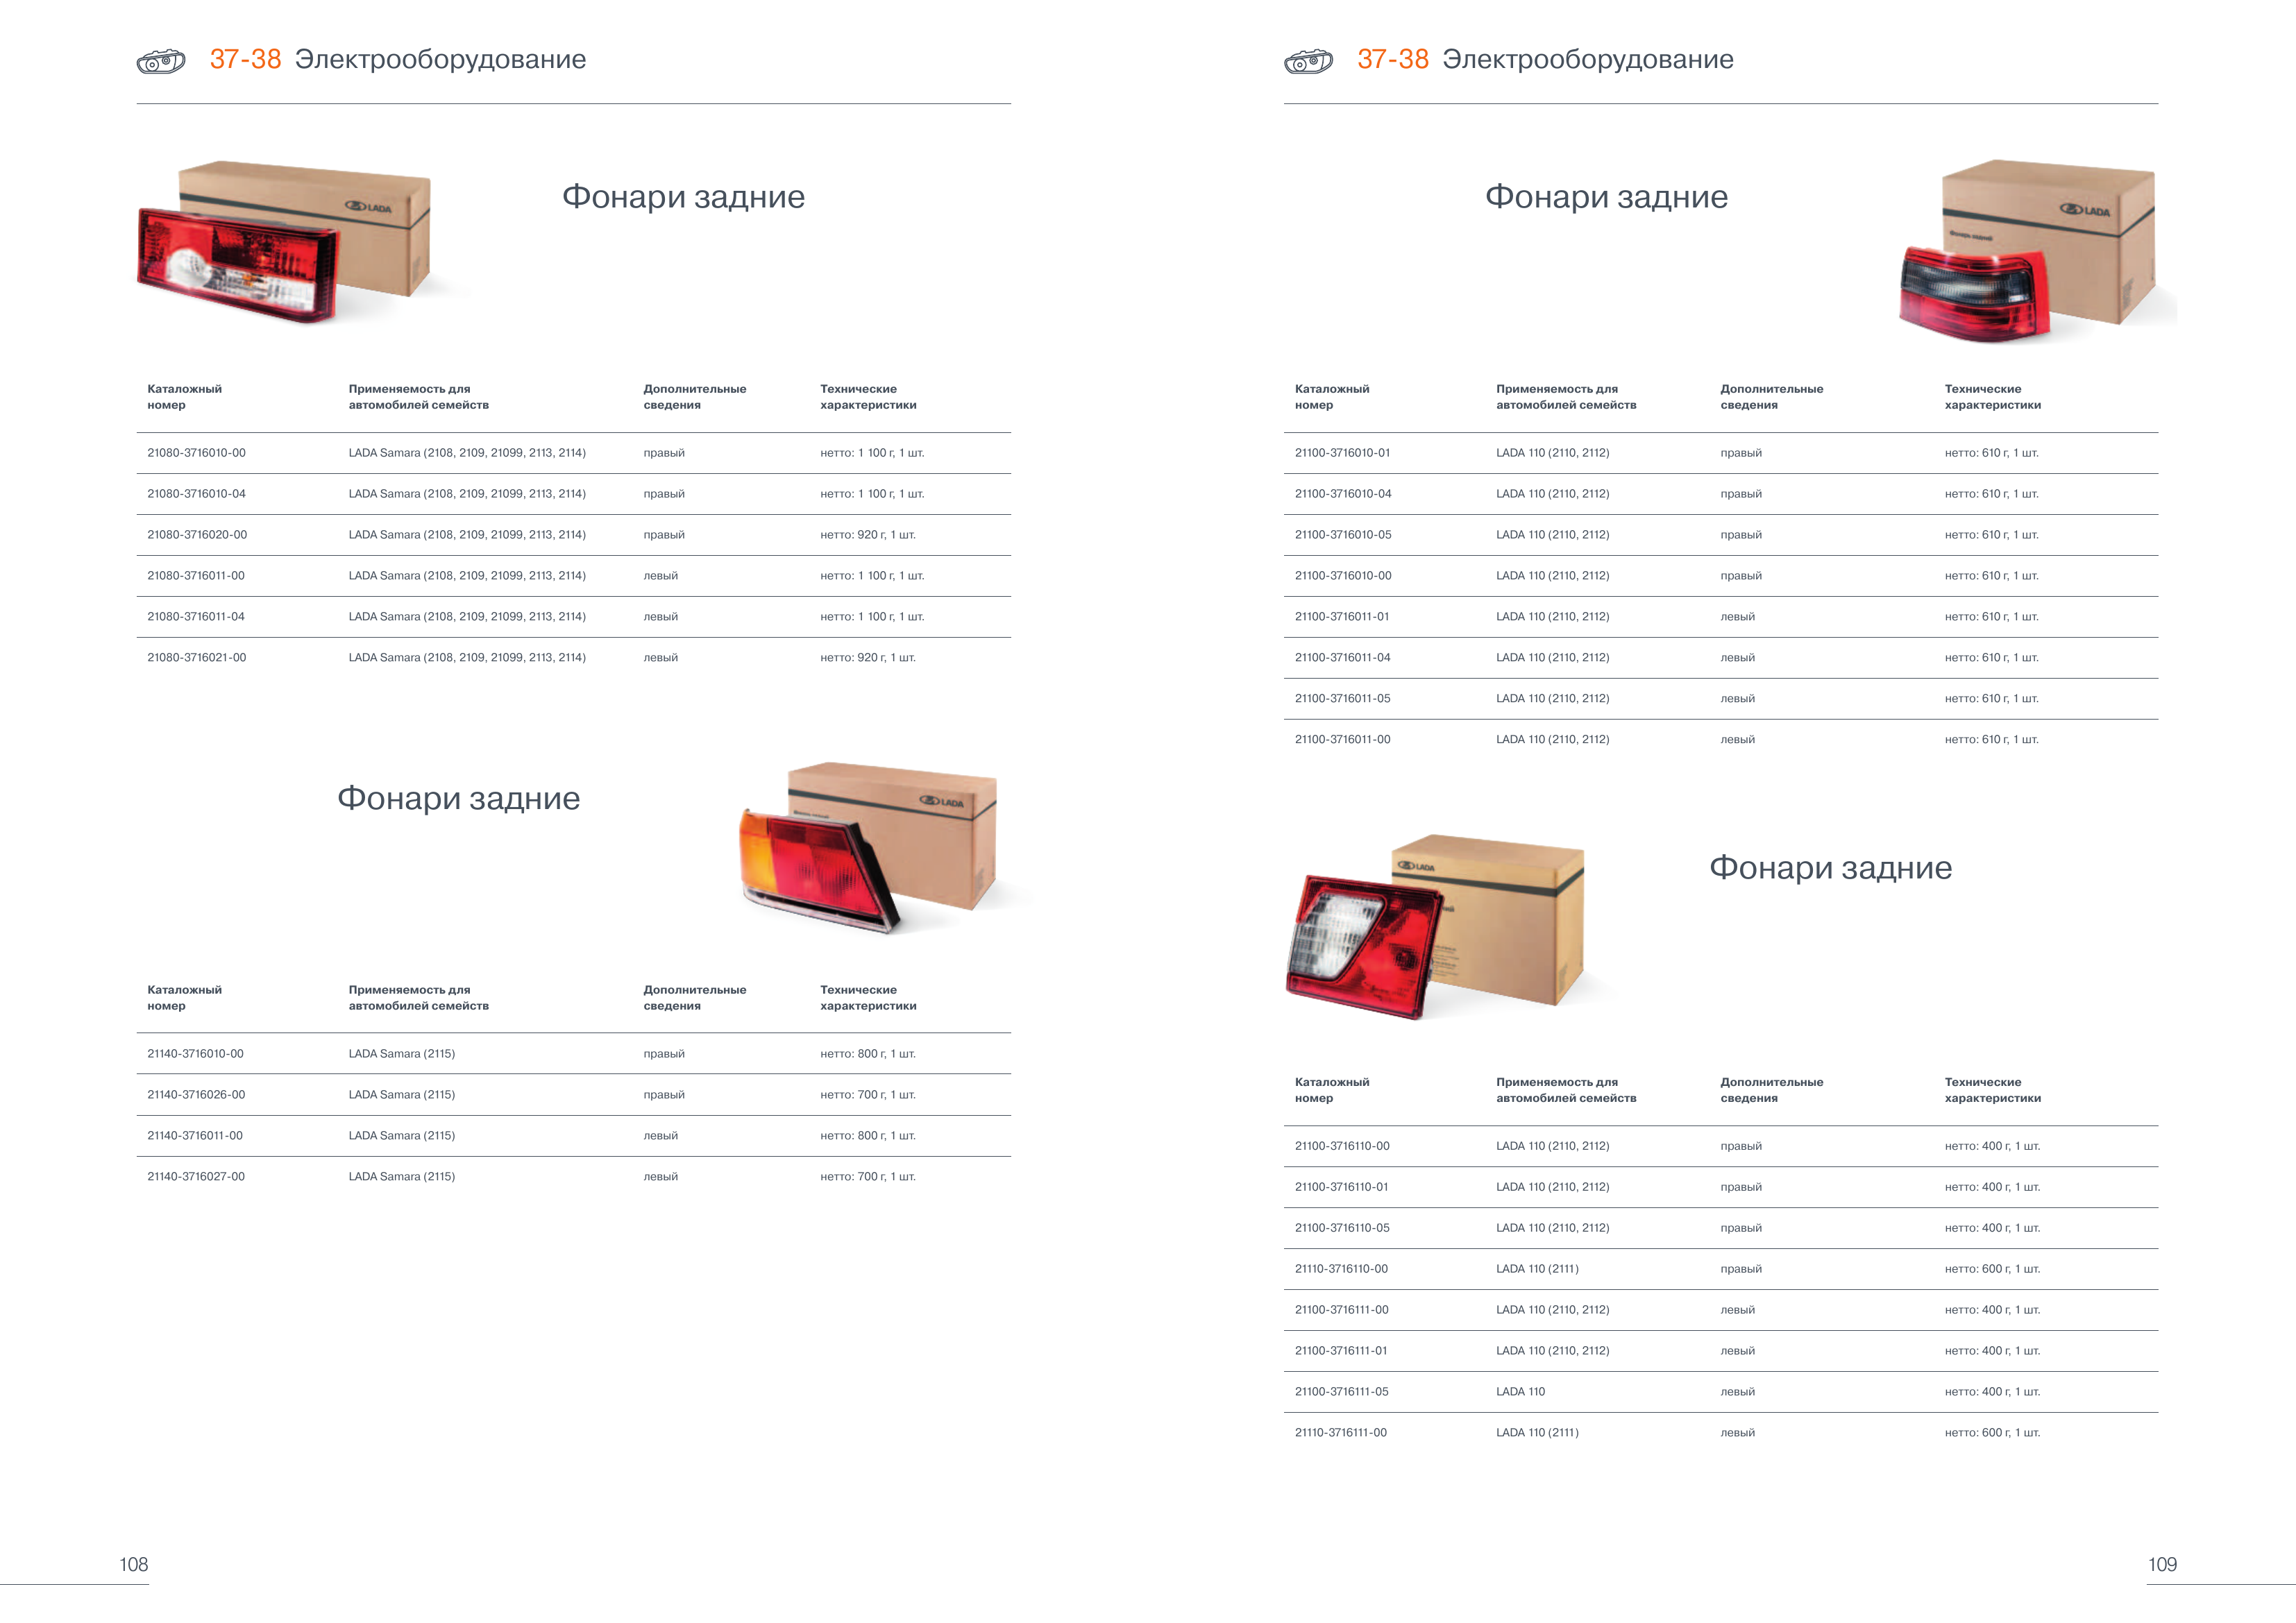 37-38 Электрооборудование
LADA
Фонари задние
Каталожный номер Применяемость для автомобилей семейств Дополнительные сведения Технические характеристики
21080-3716010-00 LADA Samara (2108, 2109, 21099, 2113, 2114) правый нетто: 1 100 г, 1 шт.
21080-3716010-04 LADA Samara (2108, 2109, 21099, 2113, 2114) правый нетто: 1 100 г, 1 шт.
21080-3716020-00 LADA Samara (2108, 2109, 21099, 2113, 2114) правый нетто: 920 г, 1 шт.
21080-3716011-00 LADA Samara (2108, 2109, 21099, 2113, 2114) левый нетто: 1 100 г, 1 шт.
21080-3716011-04 LADA Samara (2108, 2109, 21099, 2113, 2114) левый нетто: 1 100 г, 1 шт.
21080-3716021-00 LADA Samara (2108, 2109, 21099, 2113, 2114) левый нетто: 920 г, 1 шт.
Фонари задние
LADA
Каталожный номер Применяемость для автомобилей семейств Дополнительные сведения Технические характеристики
21140-3716010-00 LADA Samara (2115) правый нетто: 800 г, 1 шт.
21140-3716026-00 LADA Samara (2115) правый нетто: 700 г, 1 шт.
21140-3716011-00 LADA Samara (2115) левый нетто: 800 г, 1 шт.
21140-3716027-00 LADA Samara (2115) левый нетто: 700 г, 1 шт.
108
37-38 Электрооборудование
Фонари задние
LADA
Фонарь задний
Каталожный номер Применяемость для автомобилей семейств Дополнительные сведения Технические характеристики
21100-3716010-01 LADA 110 (2110, 2112) правый нетто: 610 г, 1 шт.
21100-3716010-04 LADA 110 (2110, 2112) правый нетто: 610 г, 1 шт.
21100-3716010-05 LADA 110 (2110, 2112) правый нетто: 610 г, 1 шт.
21100-3716010-00 LADA 110 (2110, 2112) правый нетто: 610 г, 1 шт.
21100-3716011-01 LADA 110 (2110, 2112) левый нетто: 610 г, 1 шт.
21100-3716011-04 LADA 110 (2110, 2112) левый нетто: 610 г, 1 шт.
21100-3716011-05 LADA 110 (2110, 2112) левый нетто: 610 г, 1 шт.
21100-3716011-00 LADA 110 (2110, 2112) левый нетто: 610 г, 1 шт.
LADA
Фонари задние
Каталожный номер Применяемость для автомобилей семейств Дополнительные сведения Технические характеристики
21100-3716110-00 LADA 110 (2110, 2112) правый нетто: 400 г, 1 шт.
21100-3716110-01 LADA 110 (2110, 2112) правый нетто: 400 г, 1 шт.
21100-3716110-05 LADA 110 (2110, 2112) правый нетто: 400 г, 1 шт.
21110-3716110-00 LADA 110 (2111) правый нетто: 600 г, 1 шт.
21100-3716111-00 LADA 110 (2110, 2112) левый нетто: 400 г, 1 шт.
21100-3716111-01 LADA 110 (2110, 2112) левый нетто: 400 г, 1 шт.
21100-3716111-05 LADA 110 левый нетто: 400 г, 1 шт.
21110-3716111-00 LADA 110 (2111) левый нетто: 600 г, 1 шт.
109